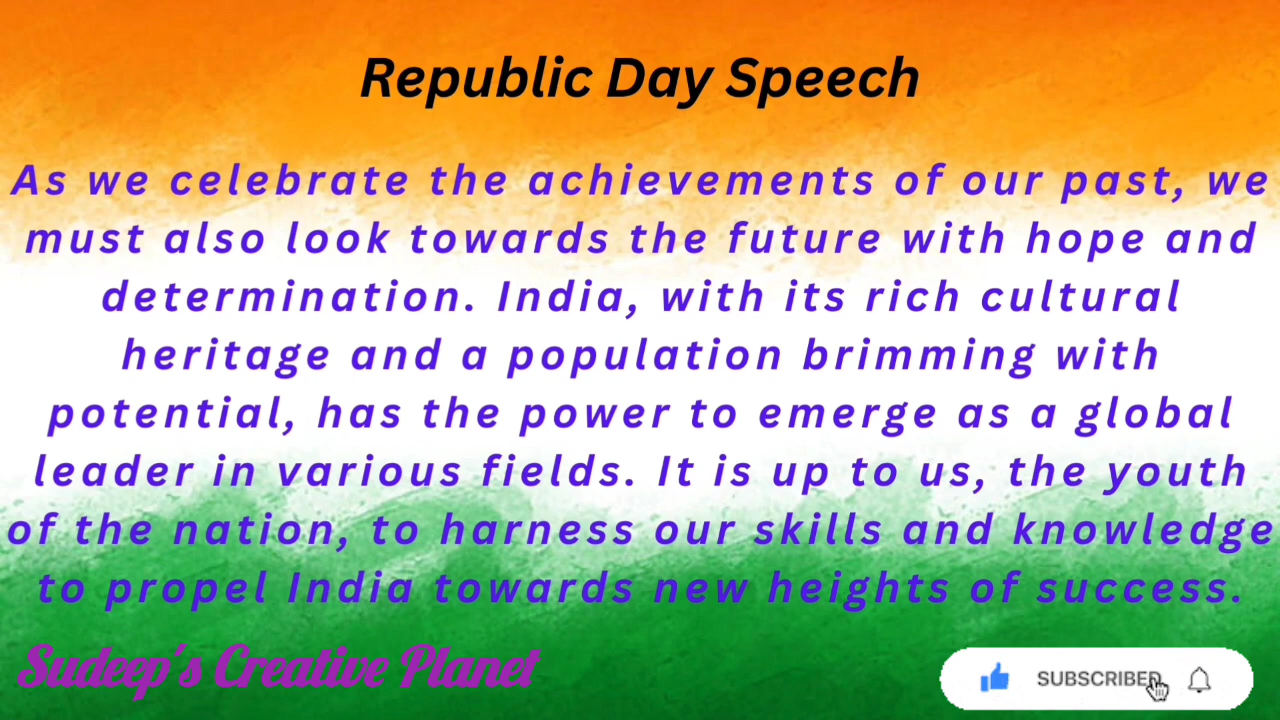 Republic Day Speech
As we celebrate the achievements of our past, we
must also look towards the future with hope and
determination. India, with its rich cultural
heritage and a population brimming with
potential, has the power to emerge as a global
leader in various fields. It is up to us, the youth
of the nation, to harness our skills and knowledge
to propel India towards new heights of success.
Sudeep's Creative Planet
SUBSCRIBED